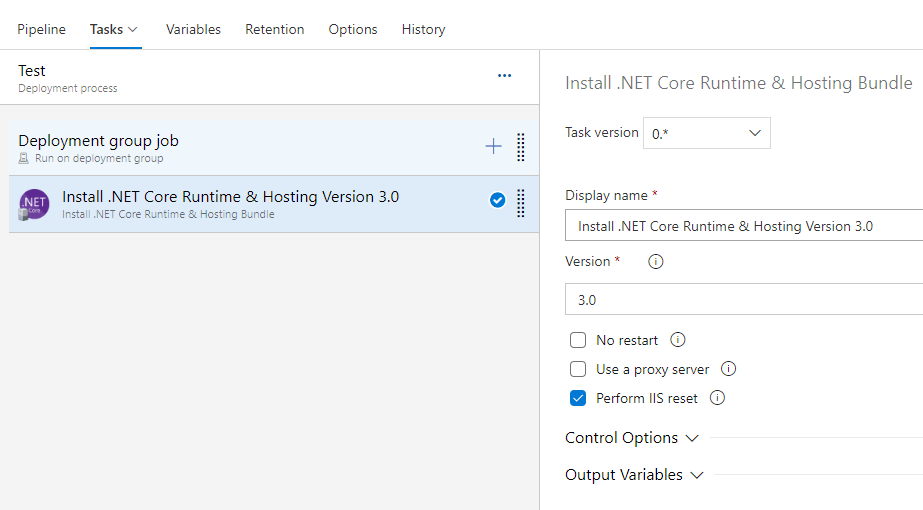 Pipeline Tasks Variables Retention Options History
Test
Deployment process
Deployment group job
Run on deployment group
.NET
Core
Install .NET Core Runtime & Hosting Version 3.0
Install .NET Core Runtime & Hosting Bundle
Install .NET Core Runtime & Hosting Bundle
Task version 0.*
Display name *
Install .NET Core Runtime & Hosting Version 3.0
Version *
3.0
No restart
Use a proxy server
Perform IIS reset
Control Options
Output Variables